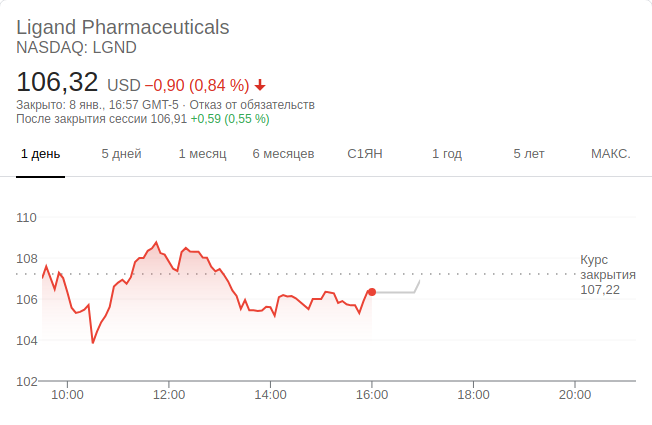 Ligand Pharmaceuticals
NASDAQ: LGND
106,32 USD −0,90 (0,84 %)
Закрыто: 8 янв., 16:57 GMT-5 · Отказ от обязательств
После закрытия сессии 106,91 +0,59 (0,55 %)
1 день 5 дней 1 месяц 6 месяцев С1ЯН 1 год 5 лет МАКС.
110
108
106
104
102
Курс
закрытия
107,22
10:00 12:00 14:00 16:00 18:00 20:00